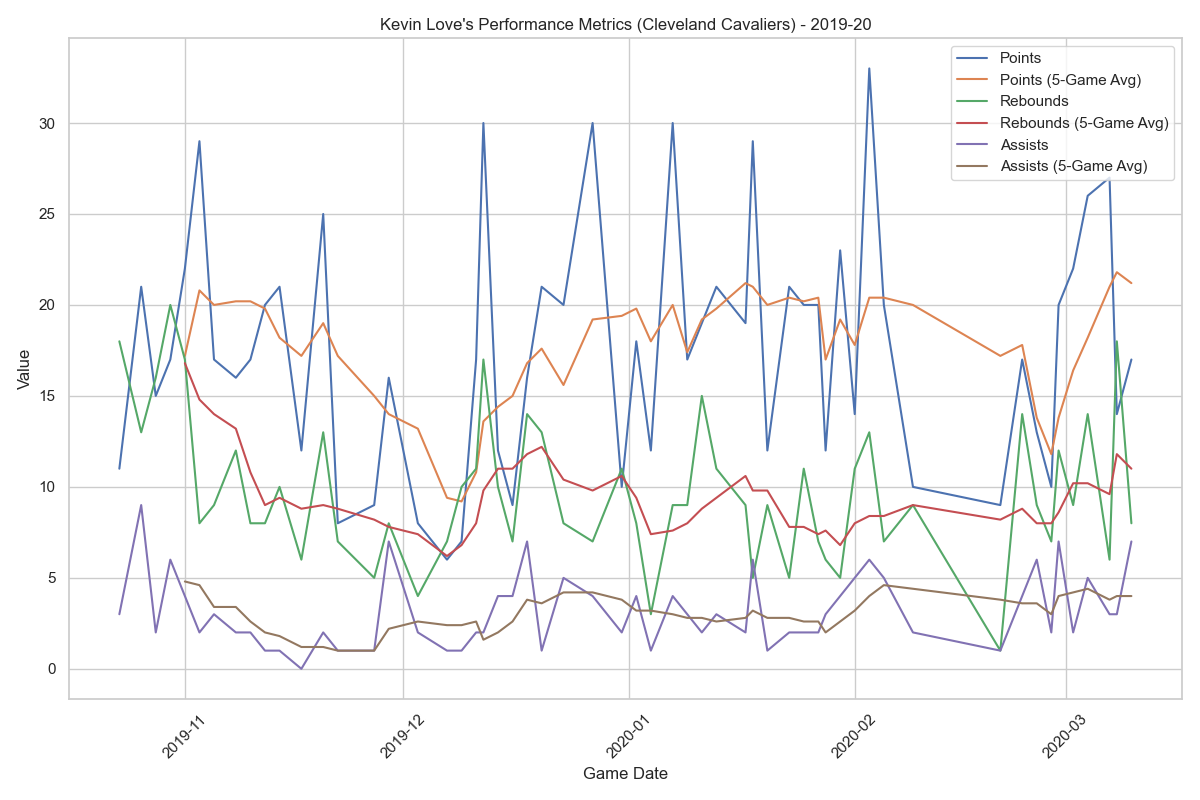 Kevin Love's Performance Metrics (Cleveland Cavaliers) - 2019-20
Points
Points (5-Game Avg)
Rebounds
Rebounds (5-Game Avg)
Assists
Assists (5-Game Avg)
Value
30
25
20
15
10
5
0
2019-11
2019-12
2020-01
2020-02
2020-03
Game Date